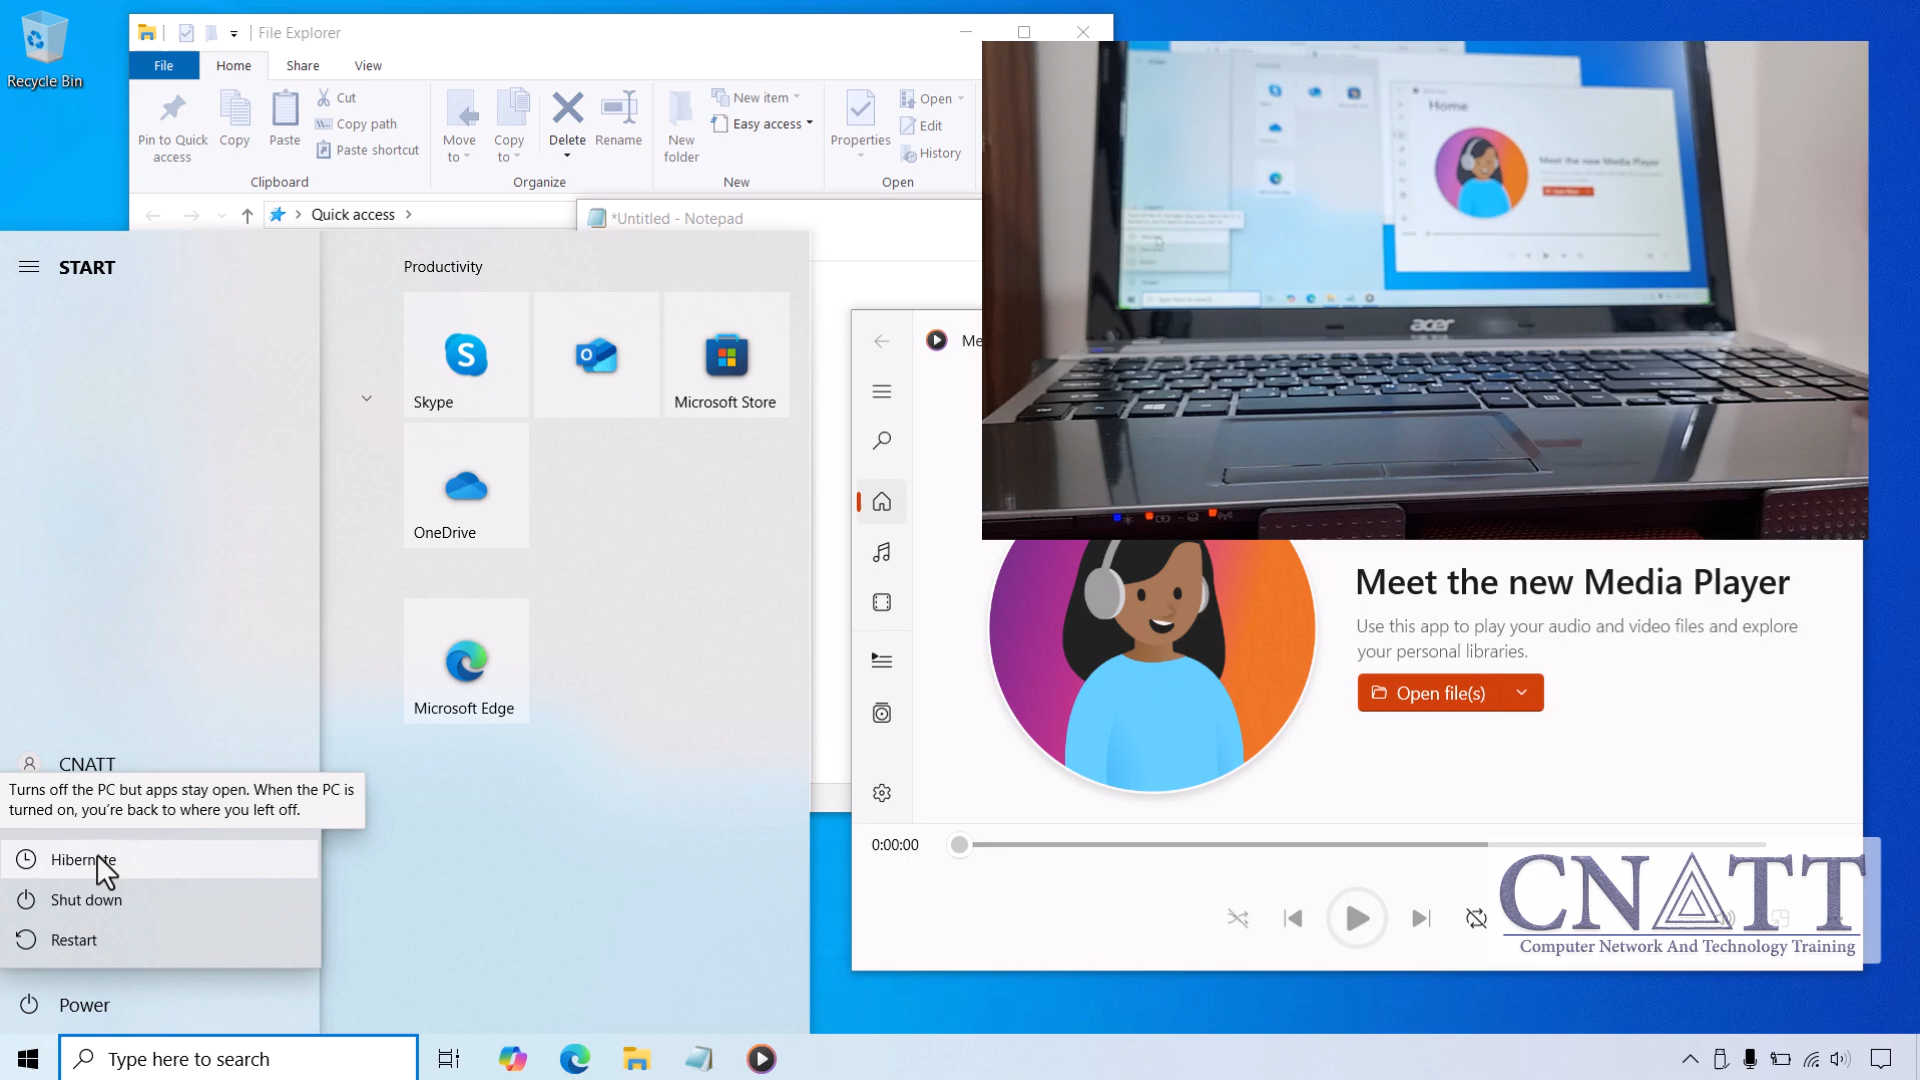 Recycle Bin
File Explorer
File
Home
Share
View
Pin to Quick access
Copy
Paste
Cut
Copy path
Paste shortcut
Clipboard
Move to
Copy to
Delete
Rename
Organize
New folder
New item
Easy access
New
Properties
Open
Edit
History
Open
Quick access
*Untitled - Notepad
START
Productivity
Skype
Microsoft Store
OneDrive
Microsoft Edge
CNATT
Turns off the PC but apps stay open. When the PC is
turned on, you're back to where you left off.
Hibernate
Shut down
Restart
Power
Type here to search
Me
Home
Meet the new Media Player
acer
Meet the new Media Player
Use this app to play your audio and video files and explore
your personal libraries.
Open file(s)
0:00:00
CNATT
Computer Network And Technology Training